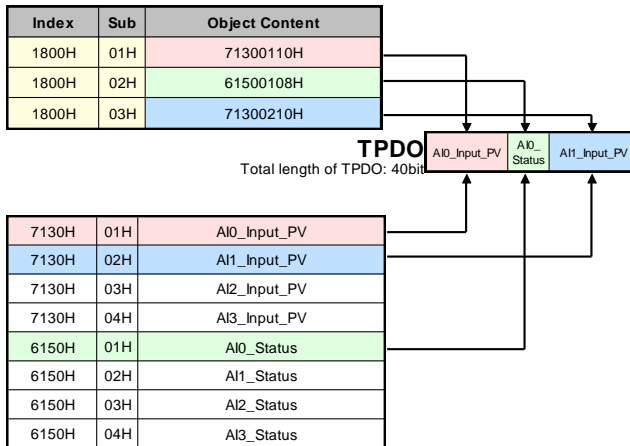 Index Sub Object Content
1800H 01H 71300110H
1800H 02H 61500108H
1800H 03H 71300210H
TPDO
Total length of TPDO: 40bit
AI0_Input_PV AI0_ Status AI1_Input_PV
7130H 01H AI0_Input_PV
7130H 02H AI1_Input_PV
7130H 03H AI2_Input_PV
7130H 04H AI3_Input_PV
6150H 01H AI0_Status
6150H 02H AI1_Status
6150H 03H AI2_Status
6150H 04H AI3_Status